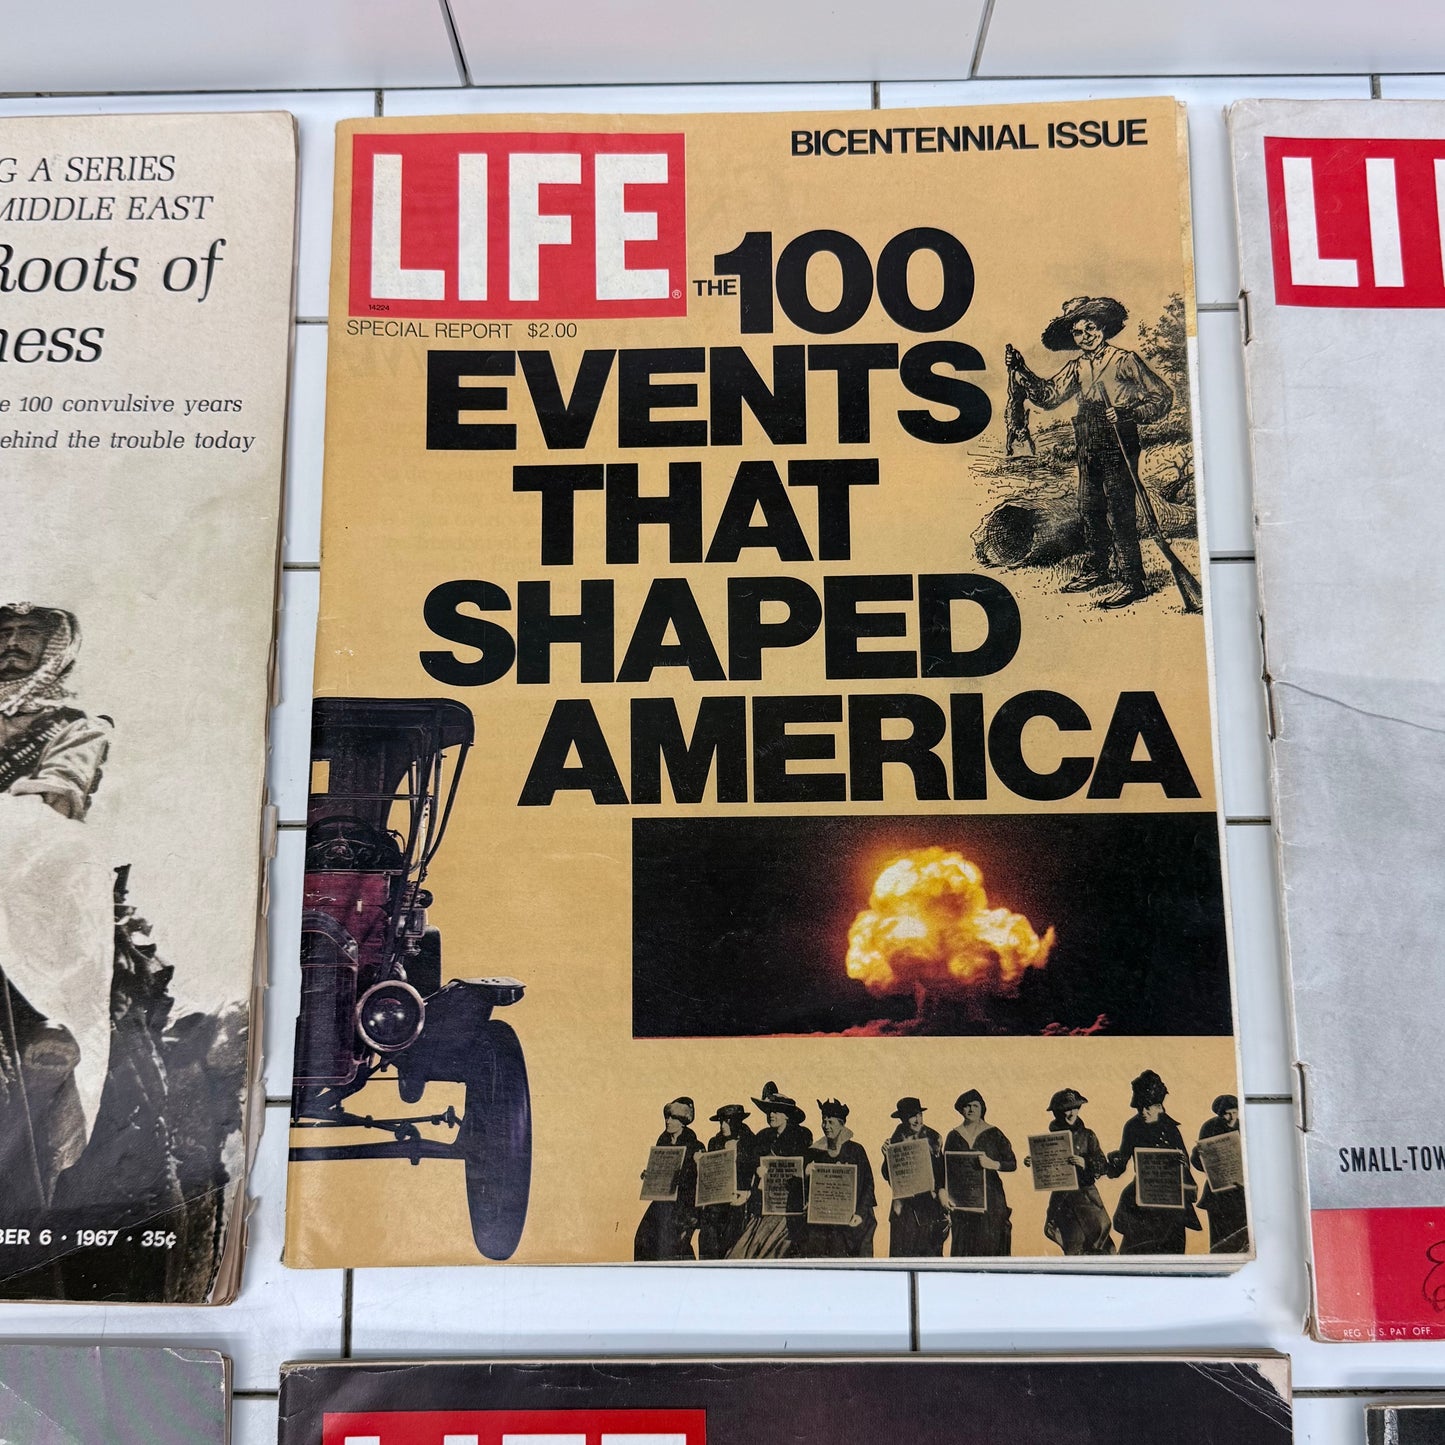 G A SERIES
MIDDLE EAST
Roots of
ness
e 100 convulsive years
ehind the trouble today
BER 6 · 1967 · 35¢
LIFE
®
14224
BICENTENNIAL ISSUE
SPECIAL REPORT $2.00
THE 100
EVENTS
THAT
SHAPED
AMERICA
LI
SMALL-TOW
REG. U.S. PAT. OFF.
LIFE